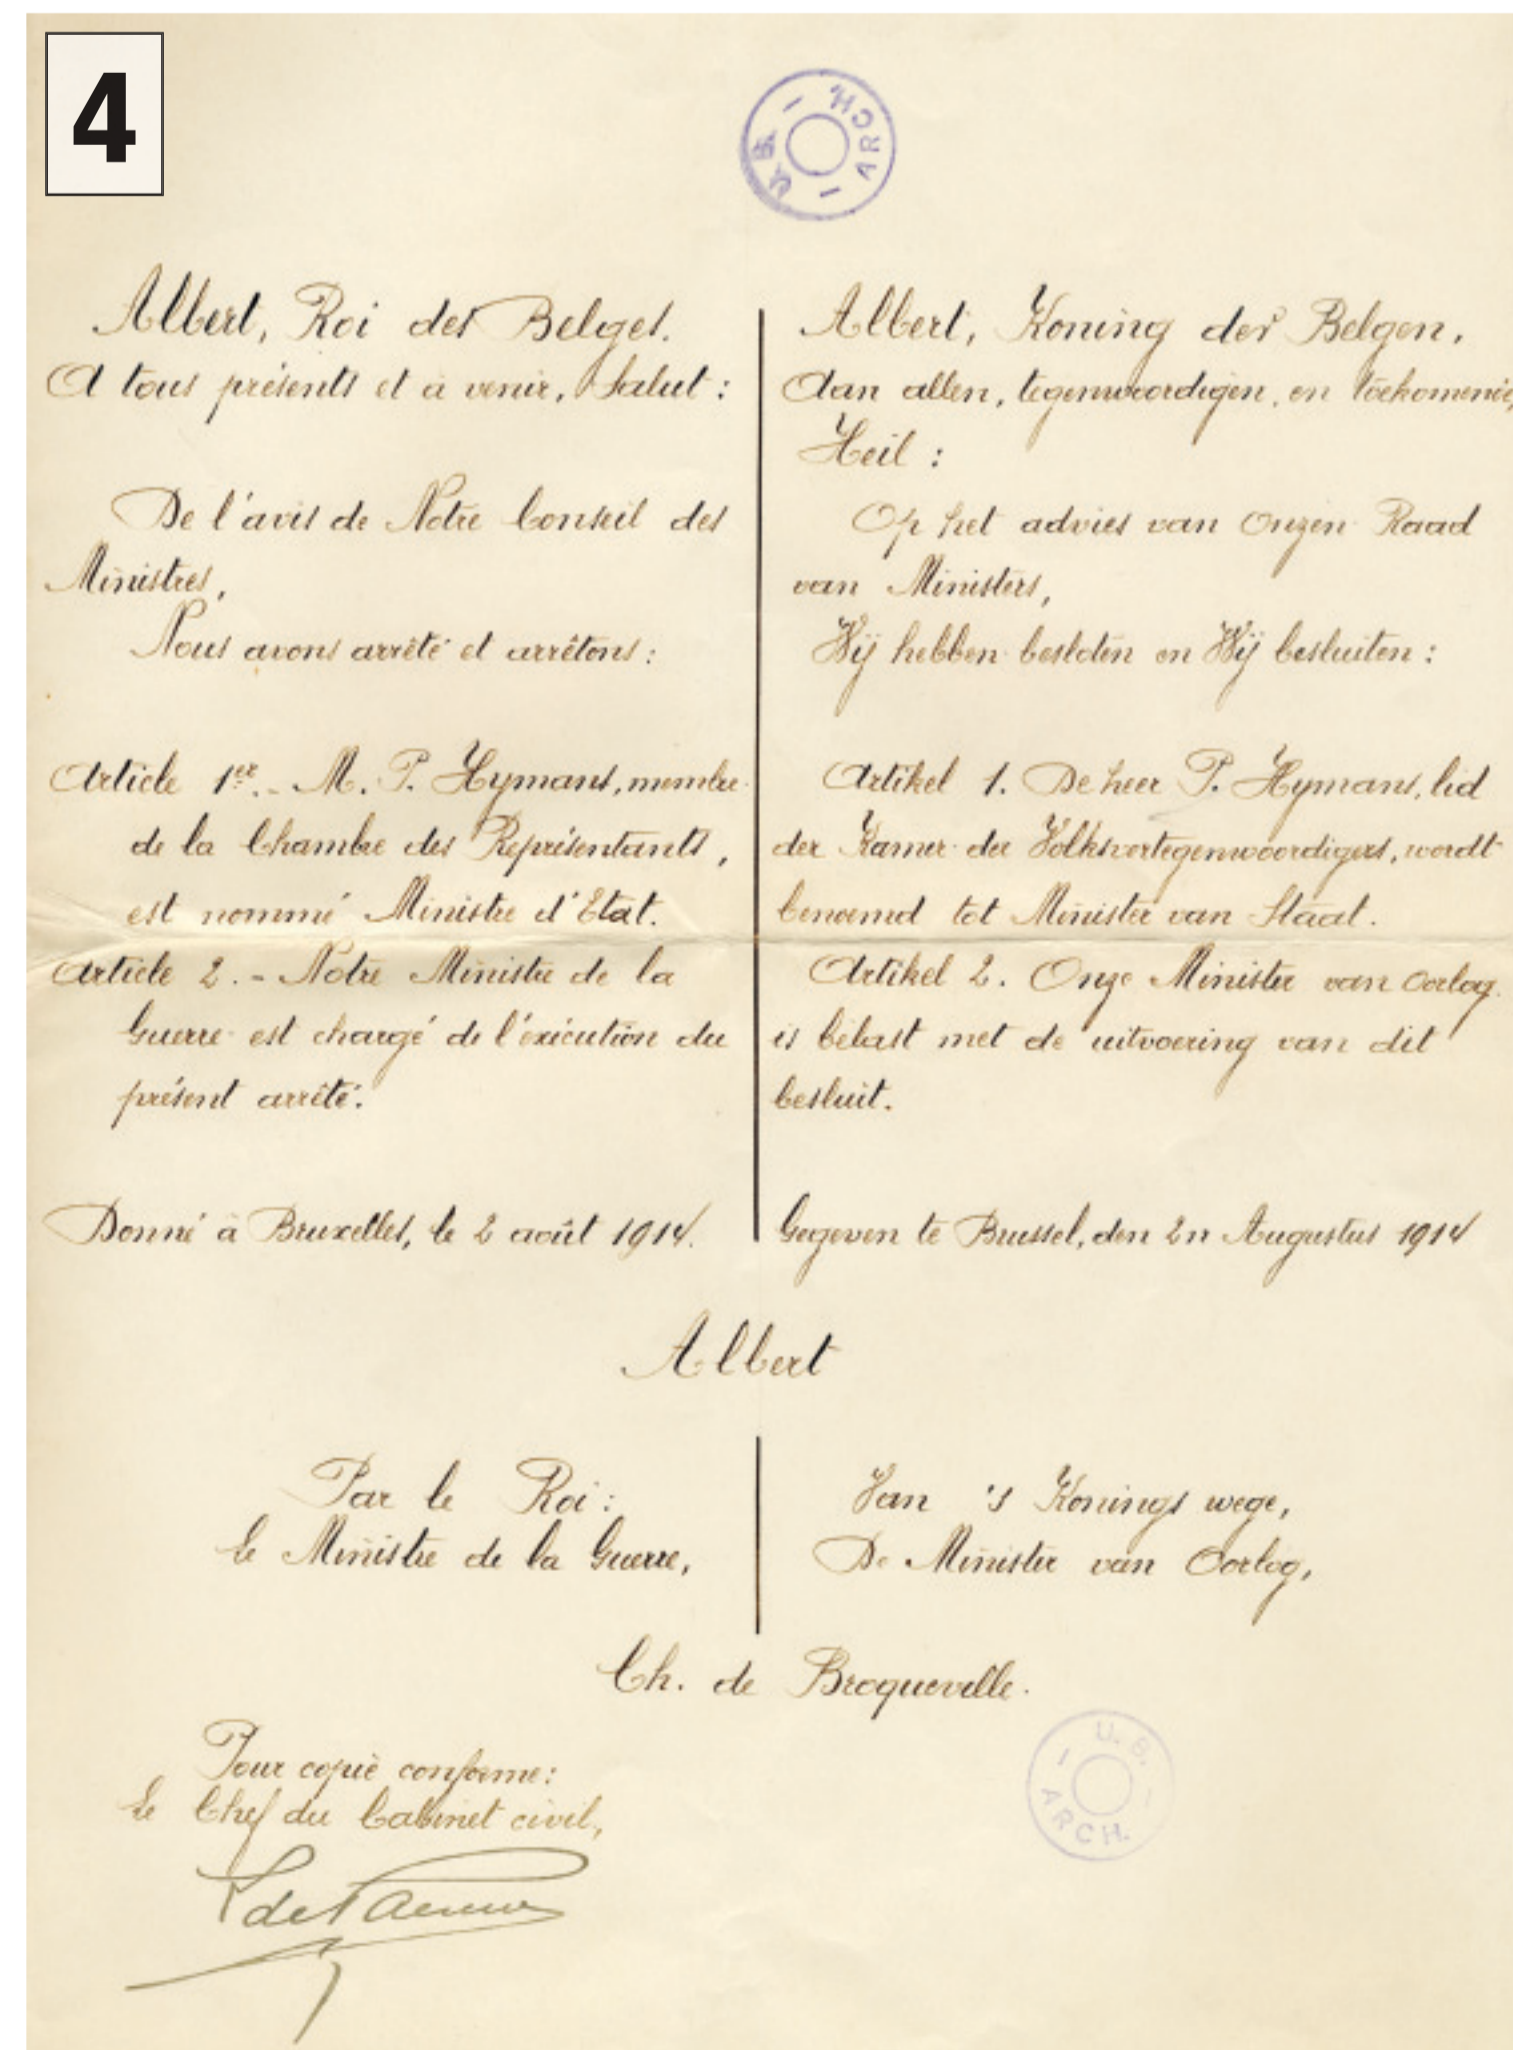 4
U. B. ARCH.
Albert, Roi des Belges.
A tous présents et à venir, Salut :
De l'avis de Notre Conseil des
Ministres,
Nous avons arrêté et arrêtons :
Article 1er. - M. P. Hymans, membre
de la Chambre des Représentants,
est nommé Ministre d'Etat.
Article 2. - Notre Ministre de la
Guerre est chargé de l'exécution du
présent arrêté.
Donné à Bruxelles, le 2 août 1914.
Albert, Koning der Belgen,
Aan allen, tegenwoordigen, en toekomende,
Heil :
Op het advies van Onzen Raad
van Ministers,
Wij hebben besloten en Wij besluiten :
Artikel 1. De heer P. Hymans, lid
der Kamer der Volksvertegenwoordigers, wordt
benoemd tot Minister van Staat.
Artikel 2. Onze Minister van Oorlog
is belast met de uitvoering van dit
besluit.
Gegeven te Brussel, den 2n Augustus 1914
Albert
Par le Roi :
Le Ministre de la Guerre,
Van 's Konings wege,
De Minister van Oorlog,
Ch. de Broqueville.
Pour copie conforme :
Le Chef du Cabinet civil,
U. B. ARCH.